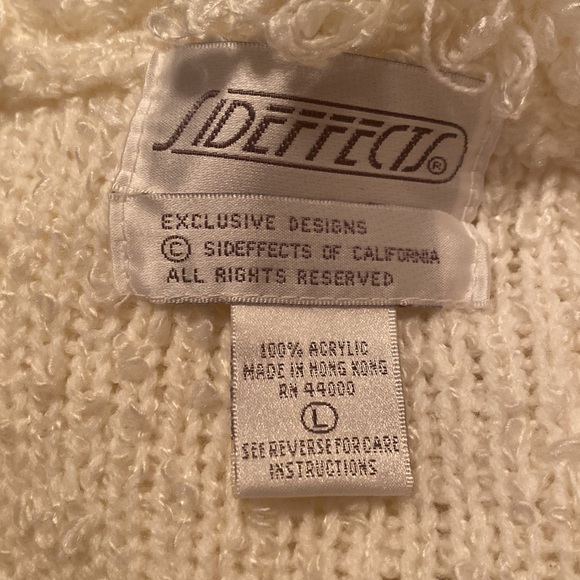 SIDEFFECTS®
EXCLUSIVE DESIGNS
© SIDEFFECTS OF CALIFORNIA
ALL RIGHTS RESERVED
100% ACRYLIC
MADE IN HONG KONG
RN 44000
L
SEE REVERSE FOR CARE
INSTRUCTIONS